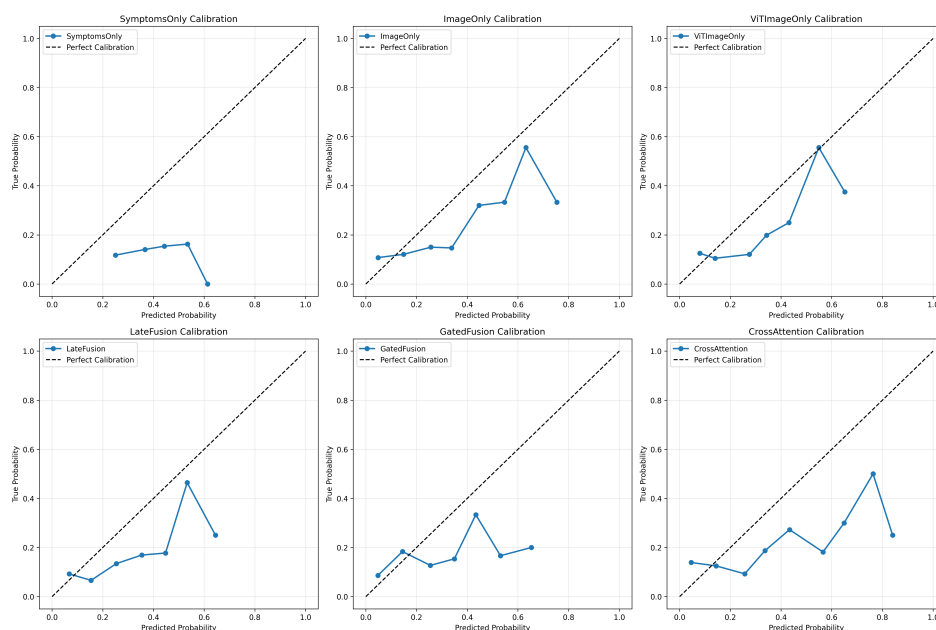 SymptomsOnly Calibration
SymptomsOnly
Perfect Calibration
True Probability
1.0
0.8
0.6
0.4
0.2
0.0
0.0 0.2 0.4 0.6 0.8 1.0
Predicted Probability
ImageOnly Calibration
ImageOnly
Perfect Calibration
True Probability
1.0
0.8
0.6
0.4
0.2
0.0
0.0 0.2 0.4 0.6 0.8 1.0
Predicted Probability
ViTImageOnly Calibration
ViTImageOnly
Perfect Calibration
True Probability
1.0
0.8
0.6
0.4
0.2
0.0
0.0 0.2 0.4 0.6 0.8 1.0
Predicted Probability
LateFusion Calibration
LateFusion
Perfect Calibration
True Probability
1.0
0.8
0.6
0.4
0.2
0.0
0.0 0.2 0.4 0.6 0.8 1.0
Predicted Probability
GatedFusion Calibration
GatedFusion
Perfect Calibration
True Probability
1.0
0.8
0.6
0.4
0.2
0.0
0.0 0.2 0.4 0.6 0.8 1.0
Predicted Probability
CrossAttention Calibration
CrossAttention
Perfect Calibration
True Probability
1.0
0.8
0.6
0.4
0.2
0.0
0.0 0.2 0.4 0.6 0.8 1.0
Predicted Probability